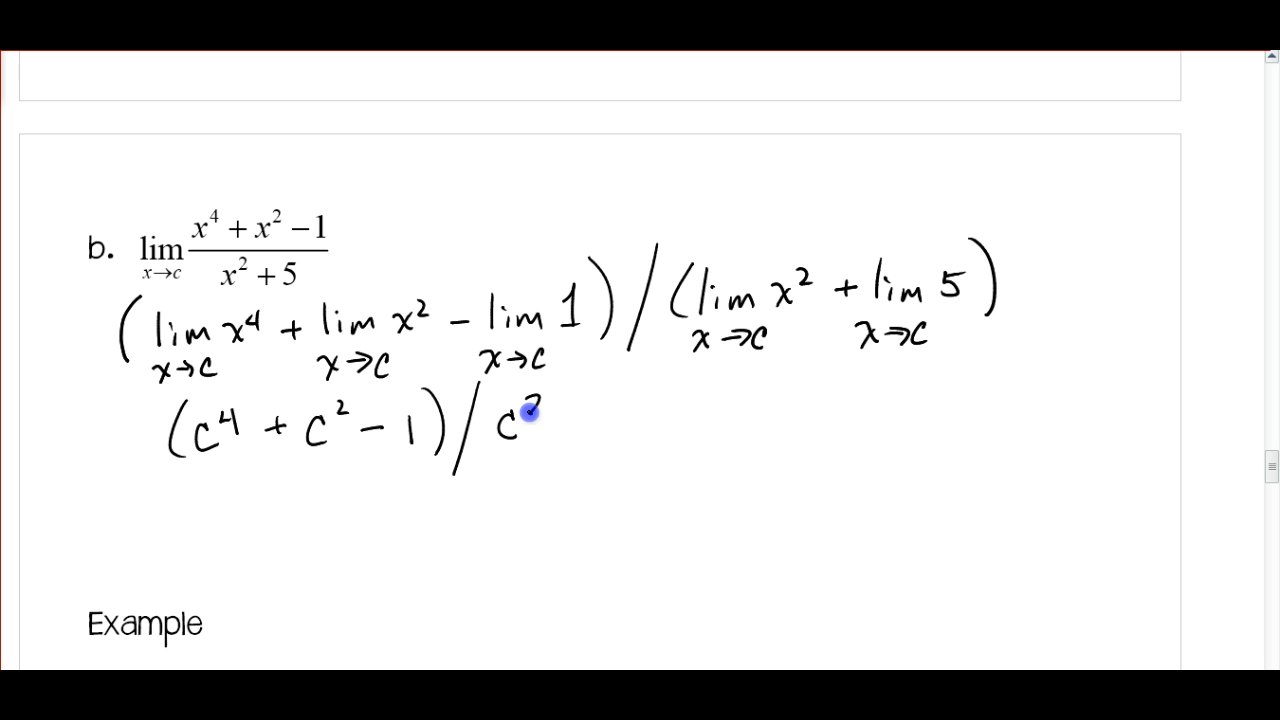 b. lim x→c (x⁴ + x² − 1)/(x² + 5)
(lim x→c x⁴ + lim x→c x² − lim x→c 1) / (lim x→c x² + lim x→c 5)
(c⁴ + c² − 1) / c²
Example